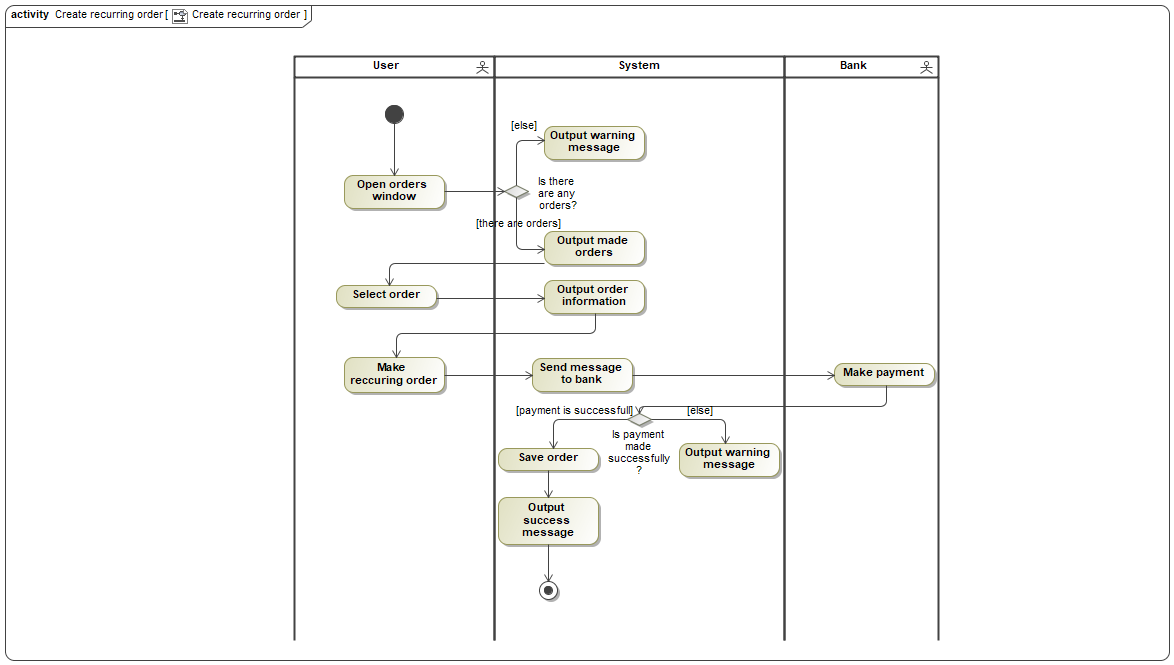 activity Create recurring order[ Create recurring order ]
User
System
Bank
[else]
Output warning
message
Open orders
window
Is there
are any
orders?
[there are orders]
Output made
orders
Select order
Output order
information
Make
reccuring order
Send message
to bank
Make payment
[payment is successfull]
[else]
Is payment
made
successfully
?
Save order
Output warning
message
Output
success
message